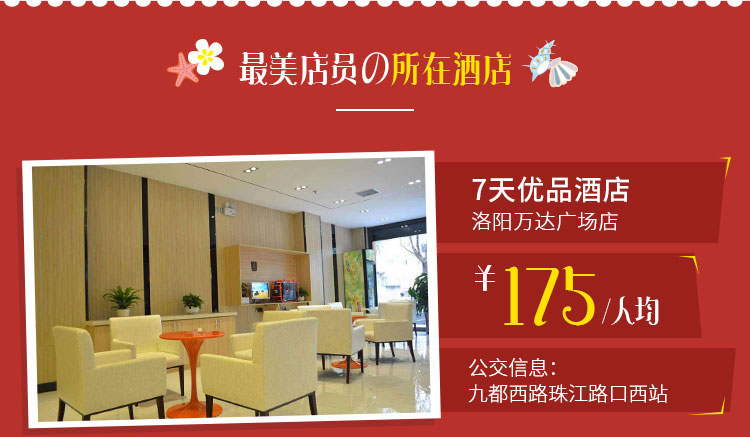 最美店员の所在酒店
7天优品酒店
洛阳万达广场店
¥175/人均
公交信息：
九都西路珠江路口西站